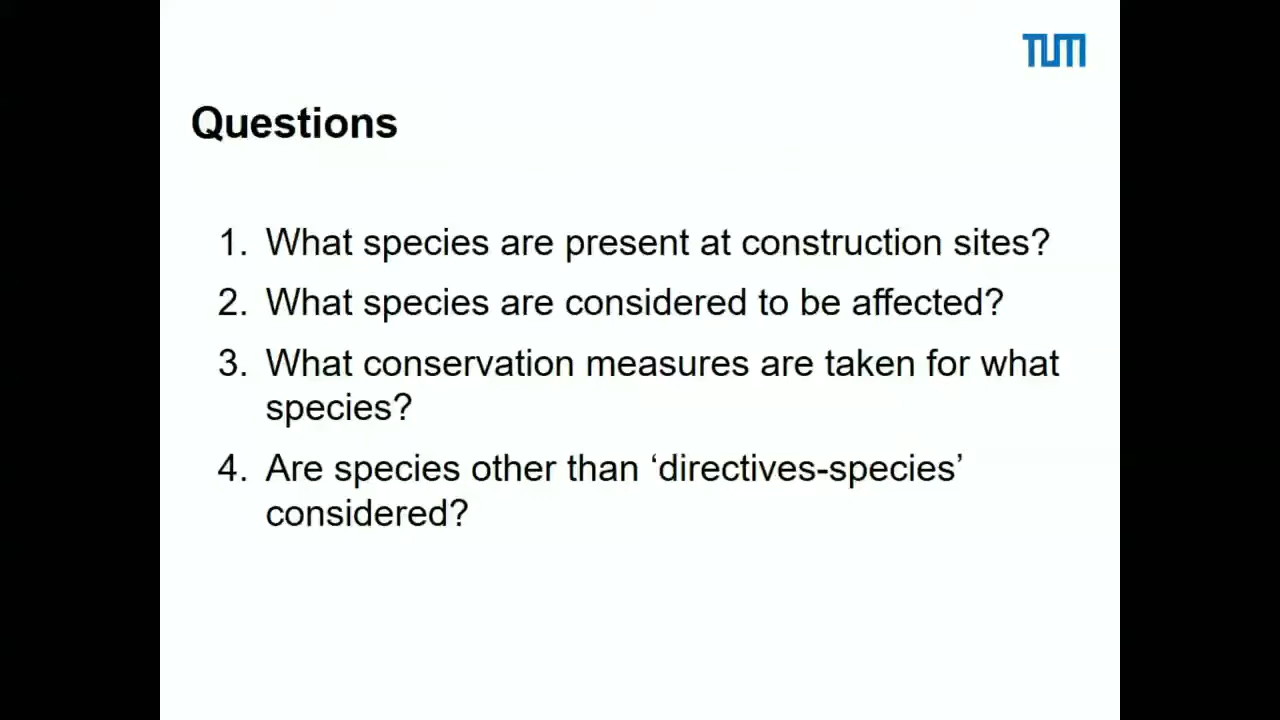 TUM
Questions
1. What species are present at construction sites?
2. What species are considered to be affected?
3. What conservation measures are taken for what
species?
4. Are species other than ‘directives-species’
considered?